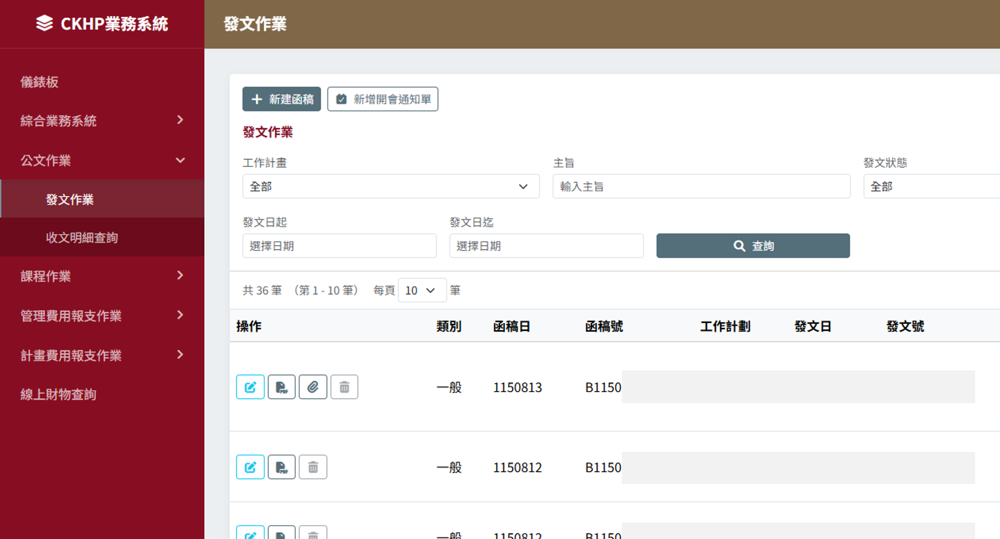 CKHP業務系統
發文作業
儀錶板
綜合業務系統
公文作業
發文作業
收文明細查詢
課程作業
管理費用報支作業
計畫費用報支作業
線上財物查詢
新建函稿 新增開會通知單
發文作業
工作計畫 主旨 發文狀態
全部 輸入主旨 全部
發文日起 發文日迄
選擇日期 選擇日期 查詢
共 36 筆 （第 1 - 10 筆） 每頁 10 筆
操作 類別 函稿日 函稿號 工作計劃 發文日 發文號
PDF 一般 1150813 B1150
PDF 一般 1150812 B1150
一般 1150812 B1150